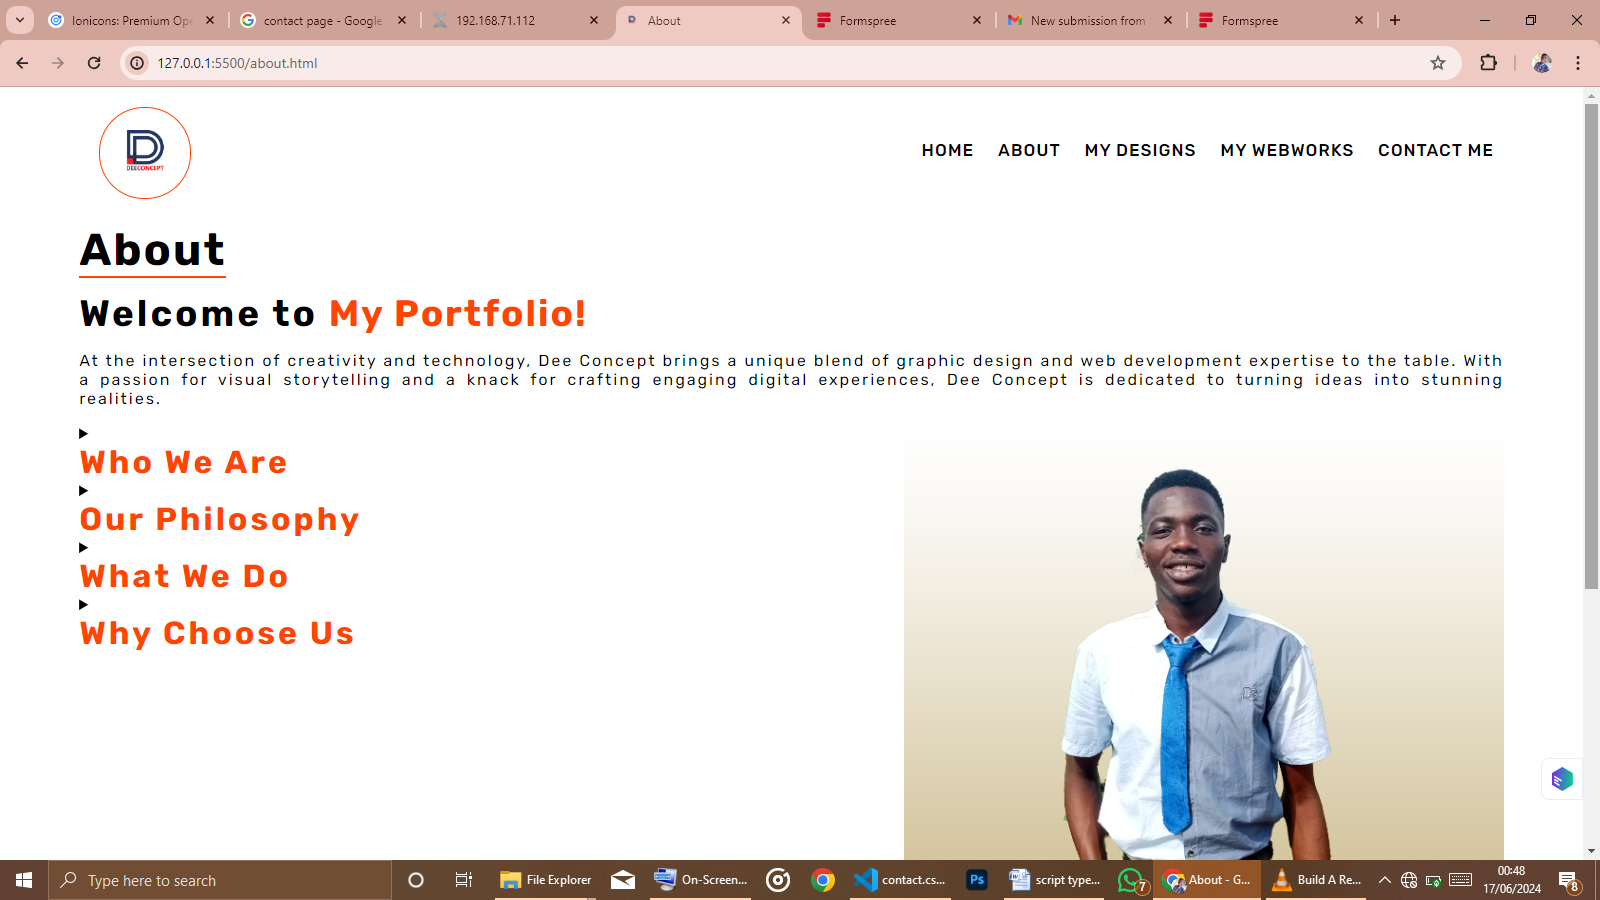 Ionicons: Premium Ope
contact page - Google
192.168.71.112
About
Formspree
New submission from
Formspree
127.0.0.1:5500/about.html
DEECONCEPT
HOME
ABOUT
MY DESIGNS
MY WEBWORKS
CONTACT ME
About
Welcome to My Portfolio!
At the intersection of creativity and technology, Dee Concept brings a unique blend of graphic design and web development expertise to the table. With
a passion for visual storytelling and a knack for crafting engaging digital experiences, Dee Concept is dedicated to turning ideas into stunning
realities.
Who We Are
Our Philosophy
What We Do
Why Choose Us
Type here to search
File Explorer
On-Screen...
contact.cs...
Ps
script type...
7
About - G...
Build A Re...
00:48
17/06/2024
8